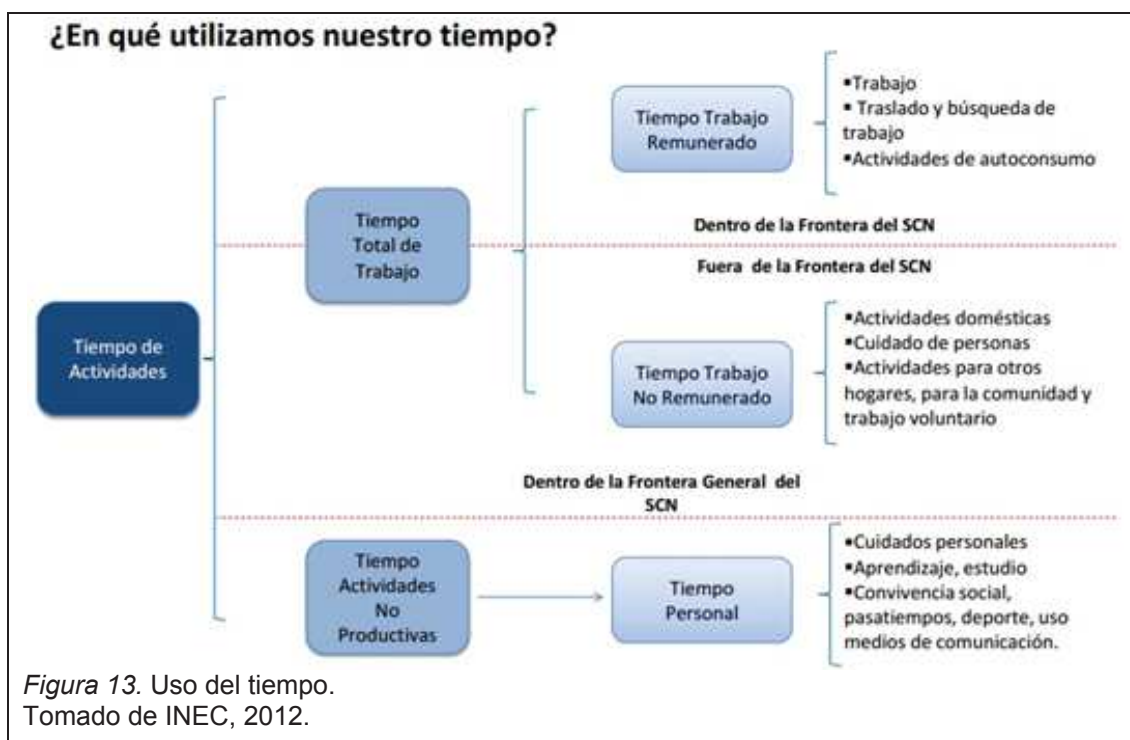 ¿En qué utilizamos nuestro tiempo?
Tiempo de
Actividades
Tiempo
Total de
Trabajo
Tiempo Trabajo
Remunerado
▪Trabajo
▪ Traslado y búsqueda de
trabajo
▪Actividades de autoconsumo
Dentro de la Frontera del SCN
Fuera de la Frontera del SCN
Tiempo Trabajo
No Remunerado
▪Actividades domésticas
▪Cuidado de personas
▪Actividades para otros
hogares, para la comunidad y
trabajo voluntario
Dentro de la Frontera General del
SCN
Tiempo
Actividades
No
Productivas
Tiempo
Personal
▪Cuidados personales
▪Aprendizaje, estudio
▪Convivencia social,
pasatiempos, deporte, uso
medios de comunicación.
Figura 13. Uso del tiempo.
Tomado de INEC, 2012.